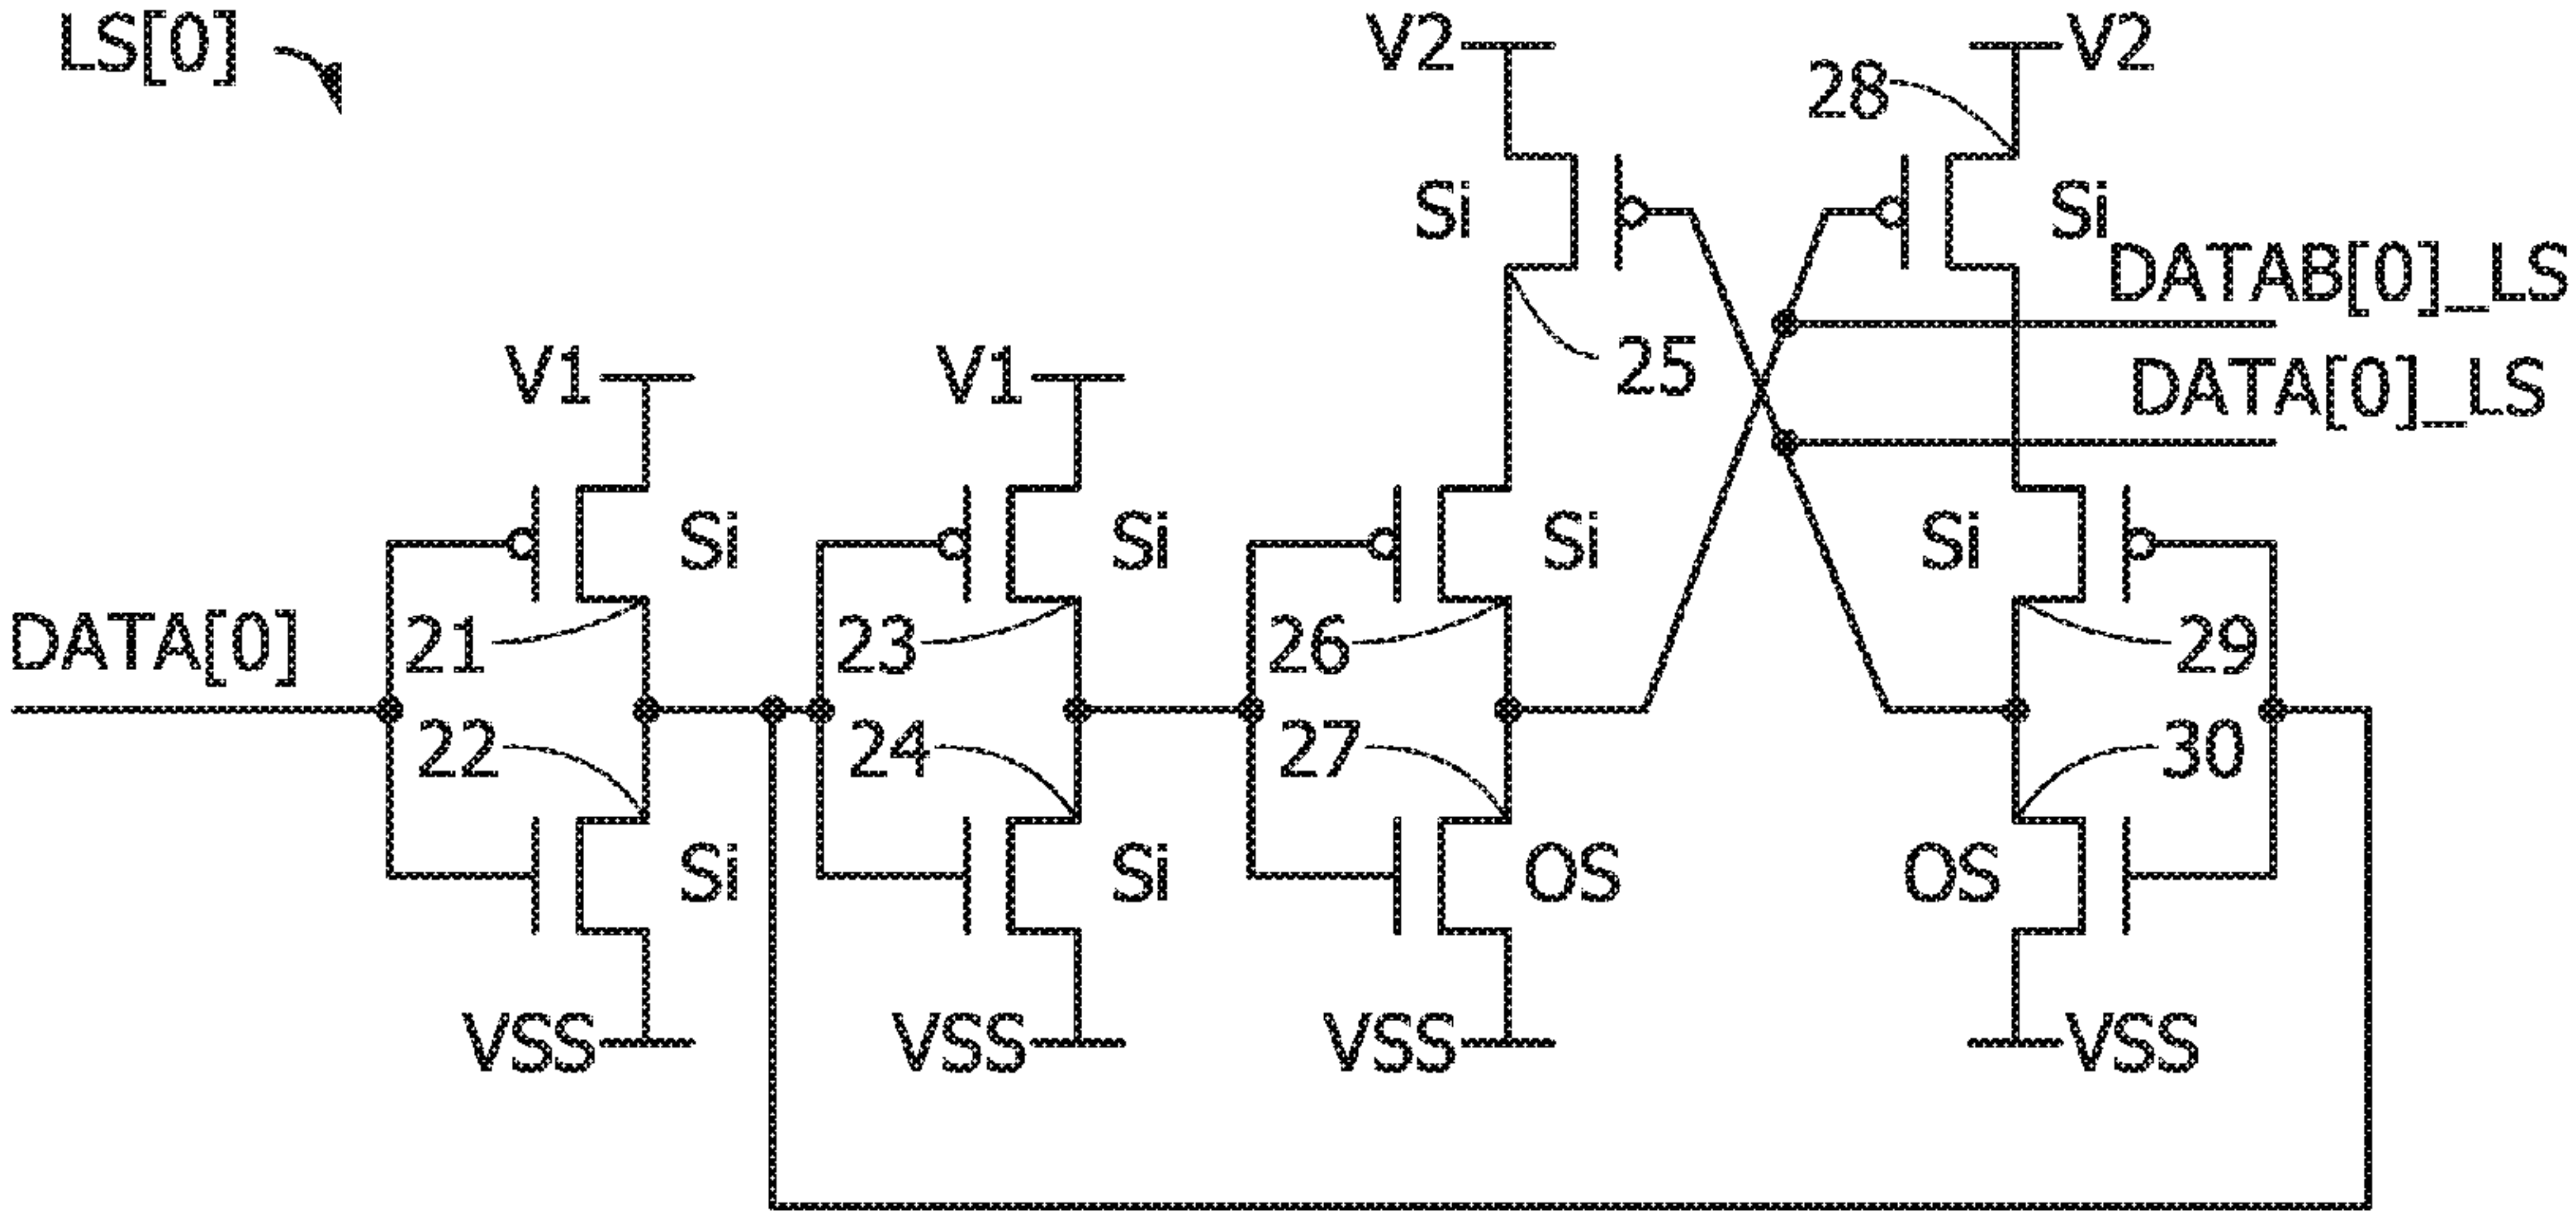 LS[0]
V2
V2
28
Si
Si
DATAB[0]_LS
25
DATA[0]_LS
V1
V1
Si
Si
Si
Si
DATA[0]
21
23
26
29
22
24
27
30
Si
Si
OS
OS
VSS
VSS
VSS
VSS